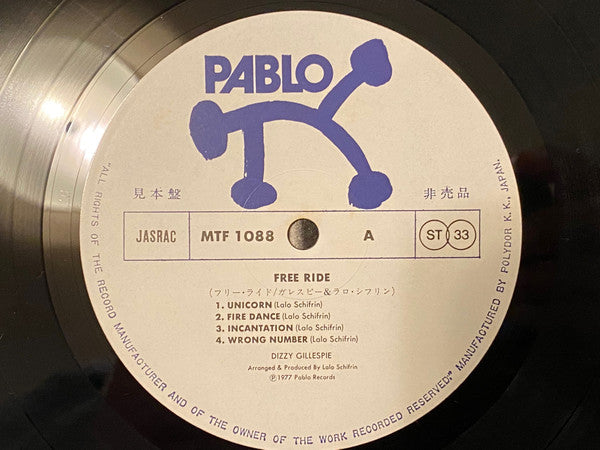 PABLO
見本盤
非売品
JASRAC
MTF 1088
A
ST 33
FREE RIDE
(フリー・ライド/ガレスピー&ラロ・シフリン)
1. UNICORN (Lalo Schifrin)
2. FIRE DANCE (Lalo Schifrin)
3. INCANTATION (Lalo Schifrin)
4. WRONG NUMBER (Lalo Schifrin)
DIZZY GILLESPIE
Arranged & Produced By Lalo Schifrin
Ⓟ1977 Pablo Records
"ALL RIGHTS OF THE RECORD MANUFACTURER AND OF THE OWNER OF THE WORK RECORDED RESERVED." MANUFACTURED BY POLYDOR K. K., JAPAN.